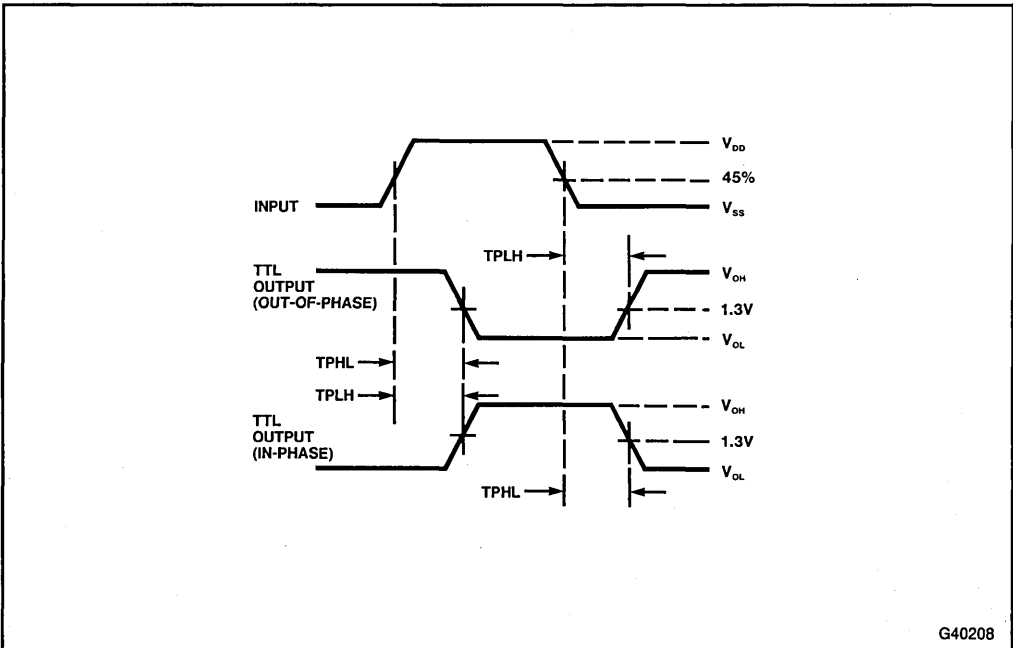 V_DD
45%
INPUT
V_SS
TPLH
TTL
OUTPUT
(OUT-OF-PHASE)
V_OH
1.3V
V_OL
TPHL
TPLH
TTL
OUTPUT
(IN-PHASE)
V_OH
1.3V
V_OL
TPHL
G40208